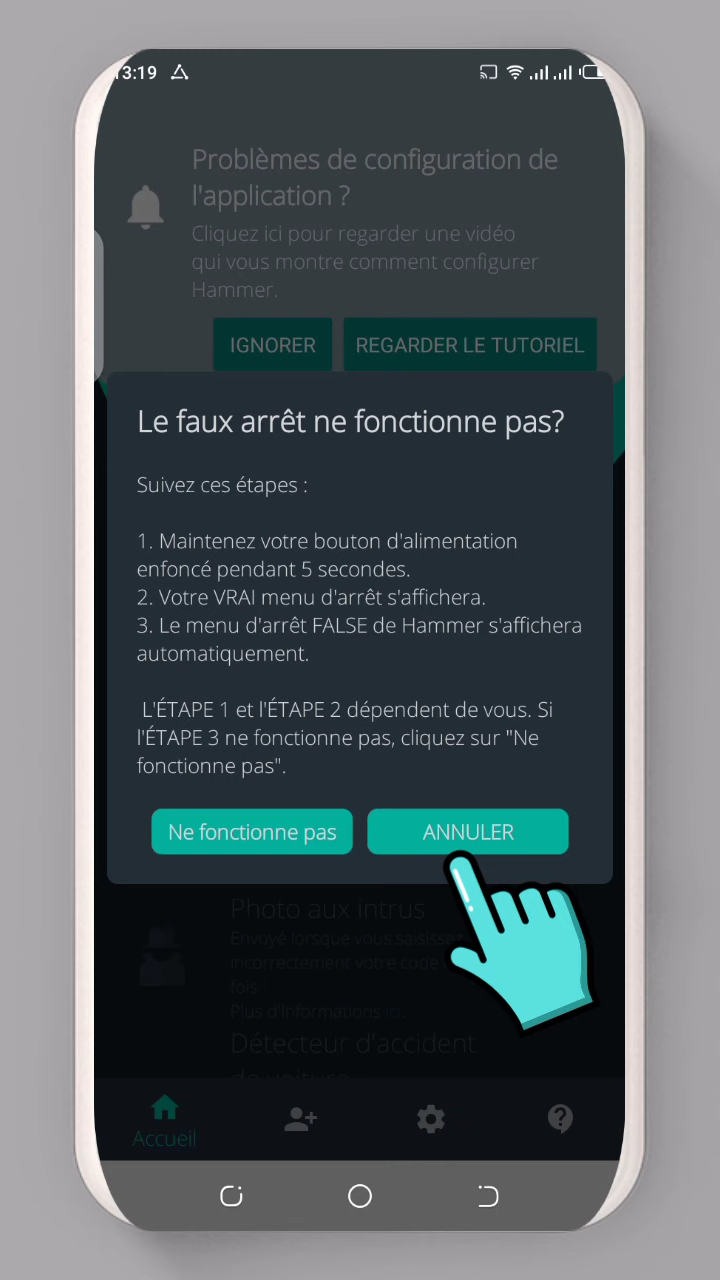 13:19
Problèmes de configuration de
l'application ?
Cliquez ici pour regarder une vidéo
qui vous montre comment configurer
Hammer.
IGNORER
REGARDER LE TUTORIEL
Le faux arrêt ne fonctionne pas?
Suivez ces étapes :
1. Maintenez votre bouton d'alimentation
enfoncé pendant 5 secondes.
2. Votre VRAI menu d'arrêt s'affichera.
3. Le menu d'arrêt FALSE de Hammer s'affichera
automatiquement.
L'ÉTAPE 1 et l'ÉTAPE 2 dépendent de vous. Si
l'ÉTAPE 3 ne fonctionne pas, cliquez sur "Ne
fonctionne pas".
Ne fonctionne pas
ANNULER
Photo aux intrus
Envoyé lorsque vous saisissez
incorrectement votre code
fois
Plus d'Informations ici.
Détecteur d'accident
de voiture
Accueil